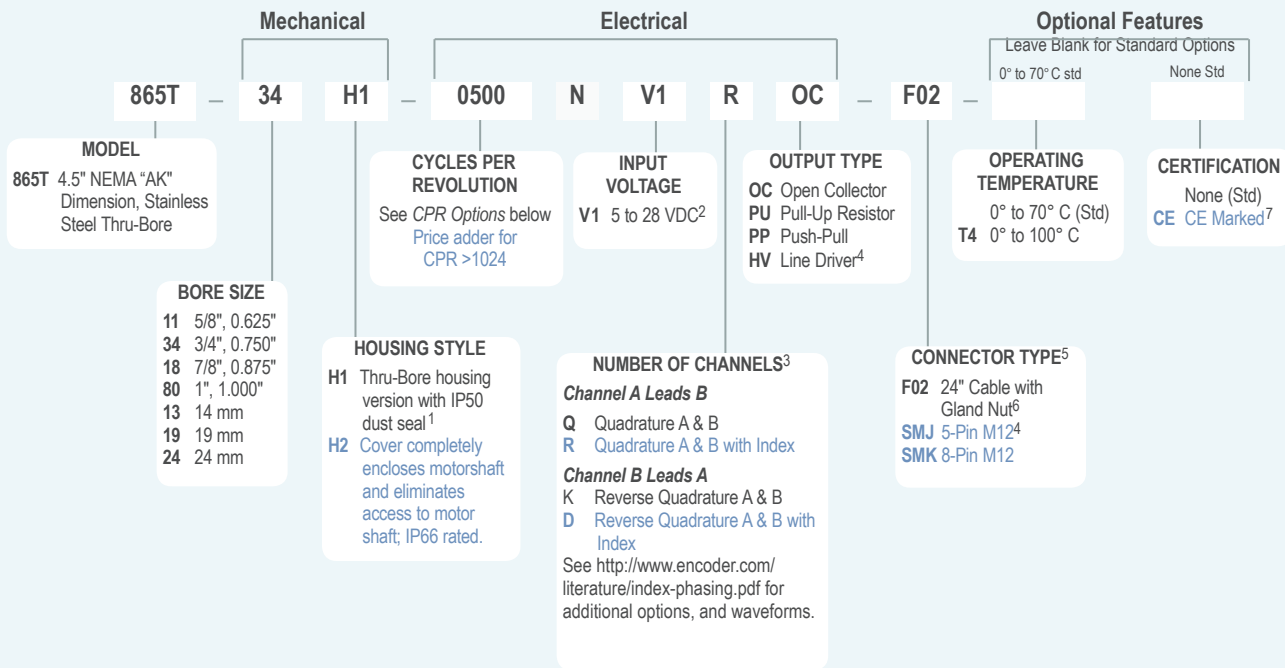 Mechanical
Electrical
Optional Features
Leave Blank for Standard Options
0° to 70° C std
None Std
865T – 34 H1 – 0500 N V1 R OC – F02 –
MODEL
865T 4.5" NEMA “AK”
Dimension, Stainless
Steel Thru-Bore
BORE SIZE
11 5/8", 0.625"
34 3/4", 0.750"
18 7/8", 0.875"
80 1", 1.000"
13 14 mm
19 19 mm
24 24 mm
HOUSING STYLE
H1 Thru-Bore housing
version with IP50
dust seal1
H2 Cover completely
encloses motorshaft
and eliminates
access to motor
shaft; IP66 rated.
CYCLES PER
REVOLUTION
See CPR Options below
Price adder for
CPR >1024
INPUT
VOLTAGE
V1 5 to 28 VDC2
NUMBER OF CHANNELS3
Channel A Leads B
Q Quadrature A & B
R Quadrature A & B with Index
Channel B Leads A
K Reverse Quadrature A & B
D Reverse Quadrature A & B with
Index
See http://www.encoder.com/
literature/index-phasing.pdf for
additional options, and waveforms.
OUTPUT TYPE
OC Open Collector
PU Pull-Up Resistor
PP Push-Pull
HV Line Driver4
CONNECTOR TYPE5
F02 24" Cable with
Gland Nut6
SMJ 5-Pin M124
SMK 8-Pin M12
OPERATING
TEMPERATURE
0° to 70° C (Std)
T4 0° to 100° C
CERTIFICATION
None (Std)
CE CE Marked7